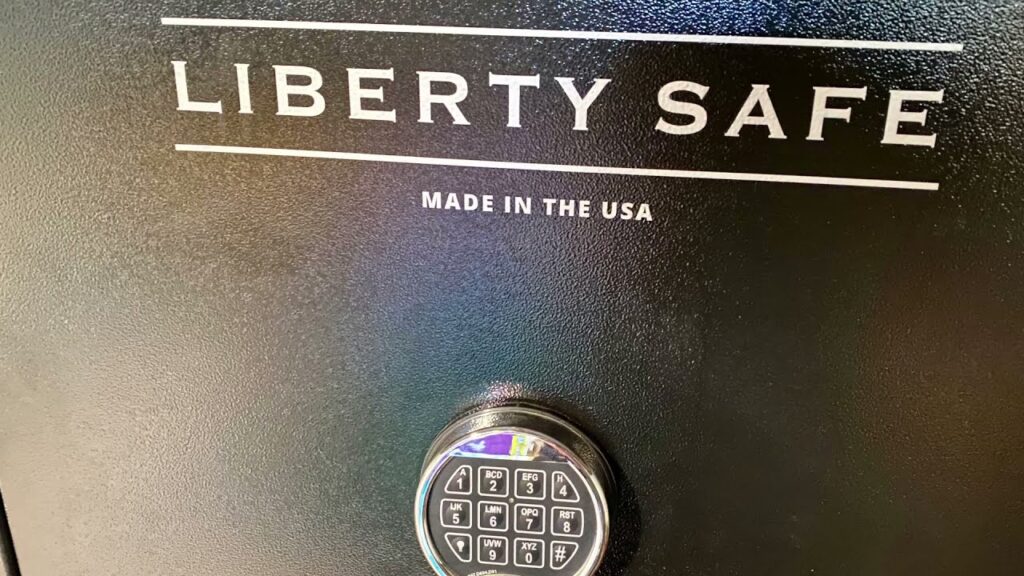 LIBERTY SAFE
MADE IN THE USA
A BCD EFG H
1 2 3 4
IJK LMN OPQ RST
5 6 7 8
UVW XYZ
9 0 #